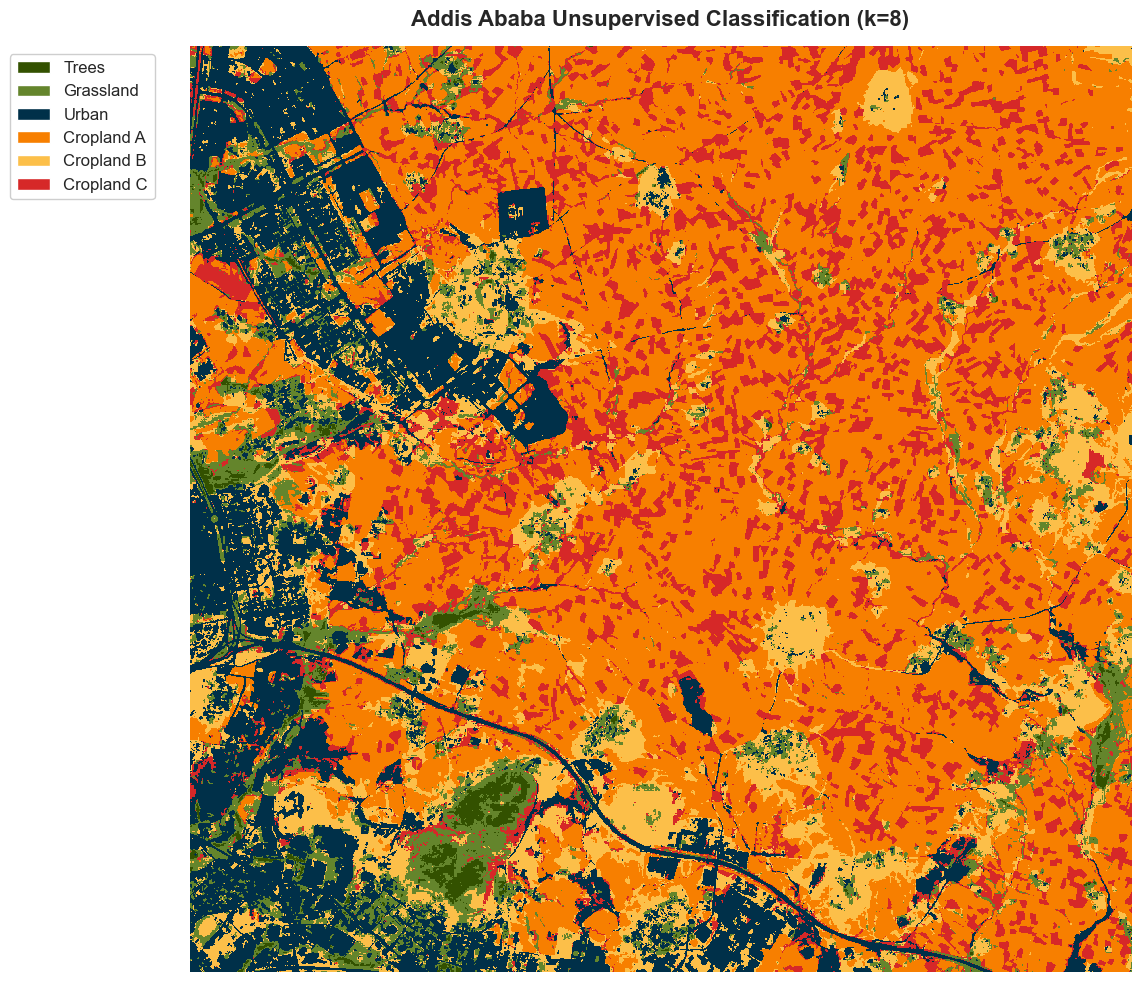 Addis Ababa Unsupervised Classification (k=8)
Trees
Grassland
Urban
Cropland A
Cropland B
Cropland C